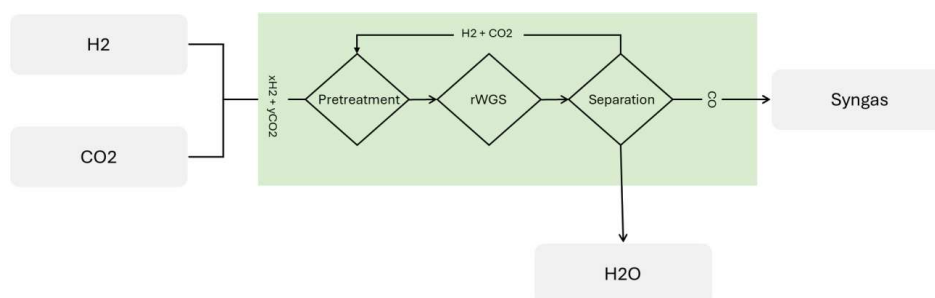 H2
CO2
xH2 + yCO2
H2 + CO2
Pretreatment
rWGS
Separation
CO
Syngas
H2O